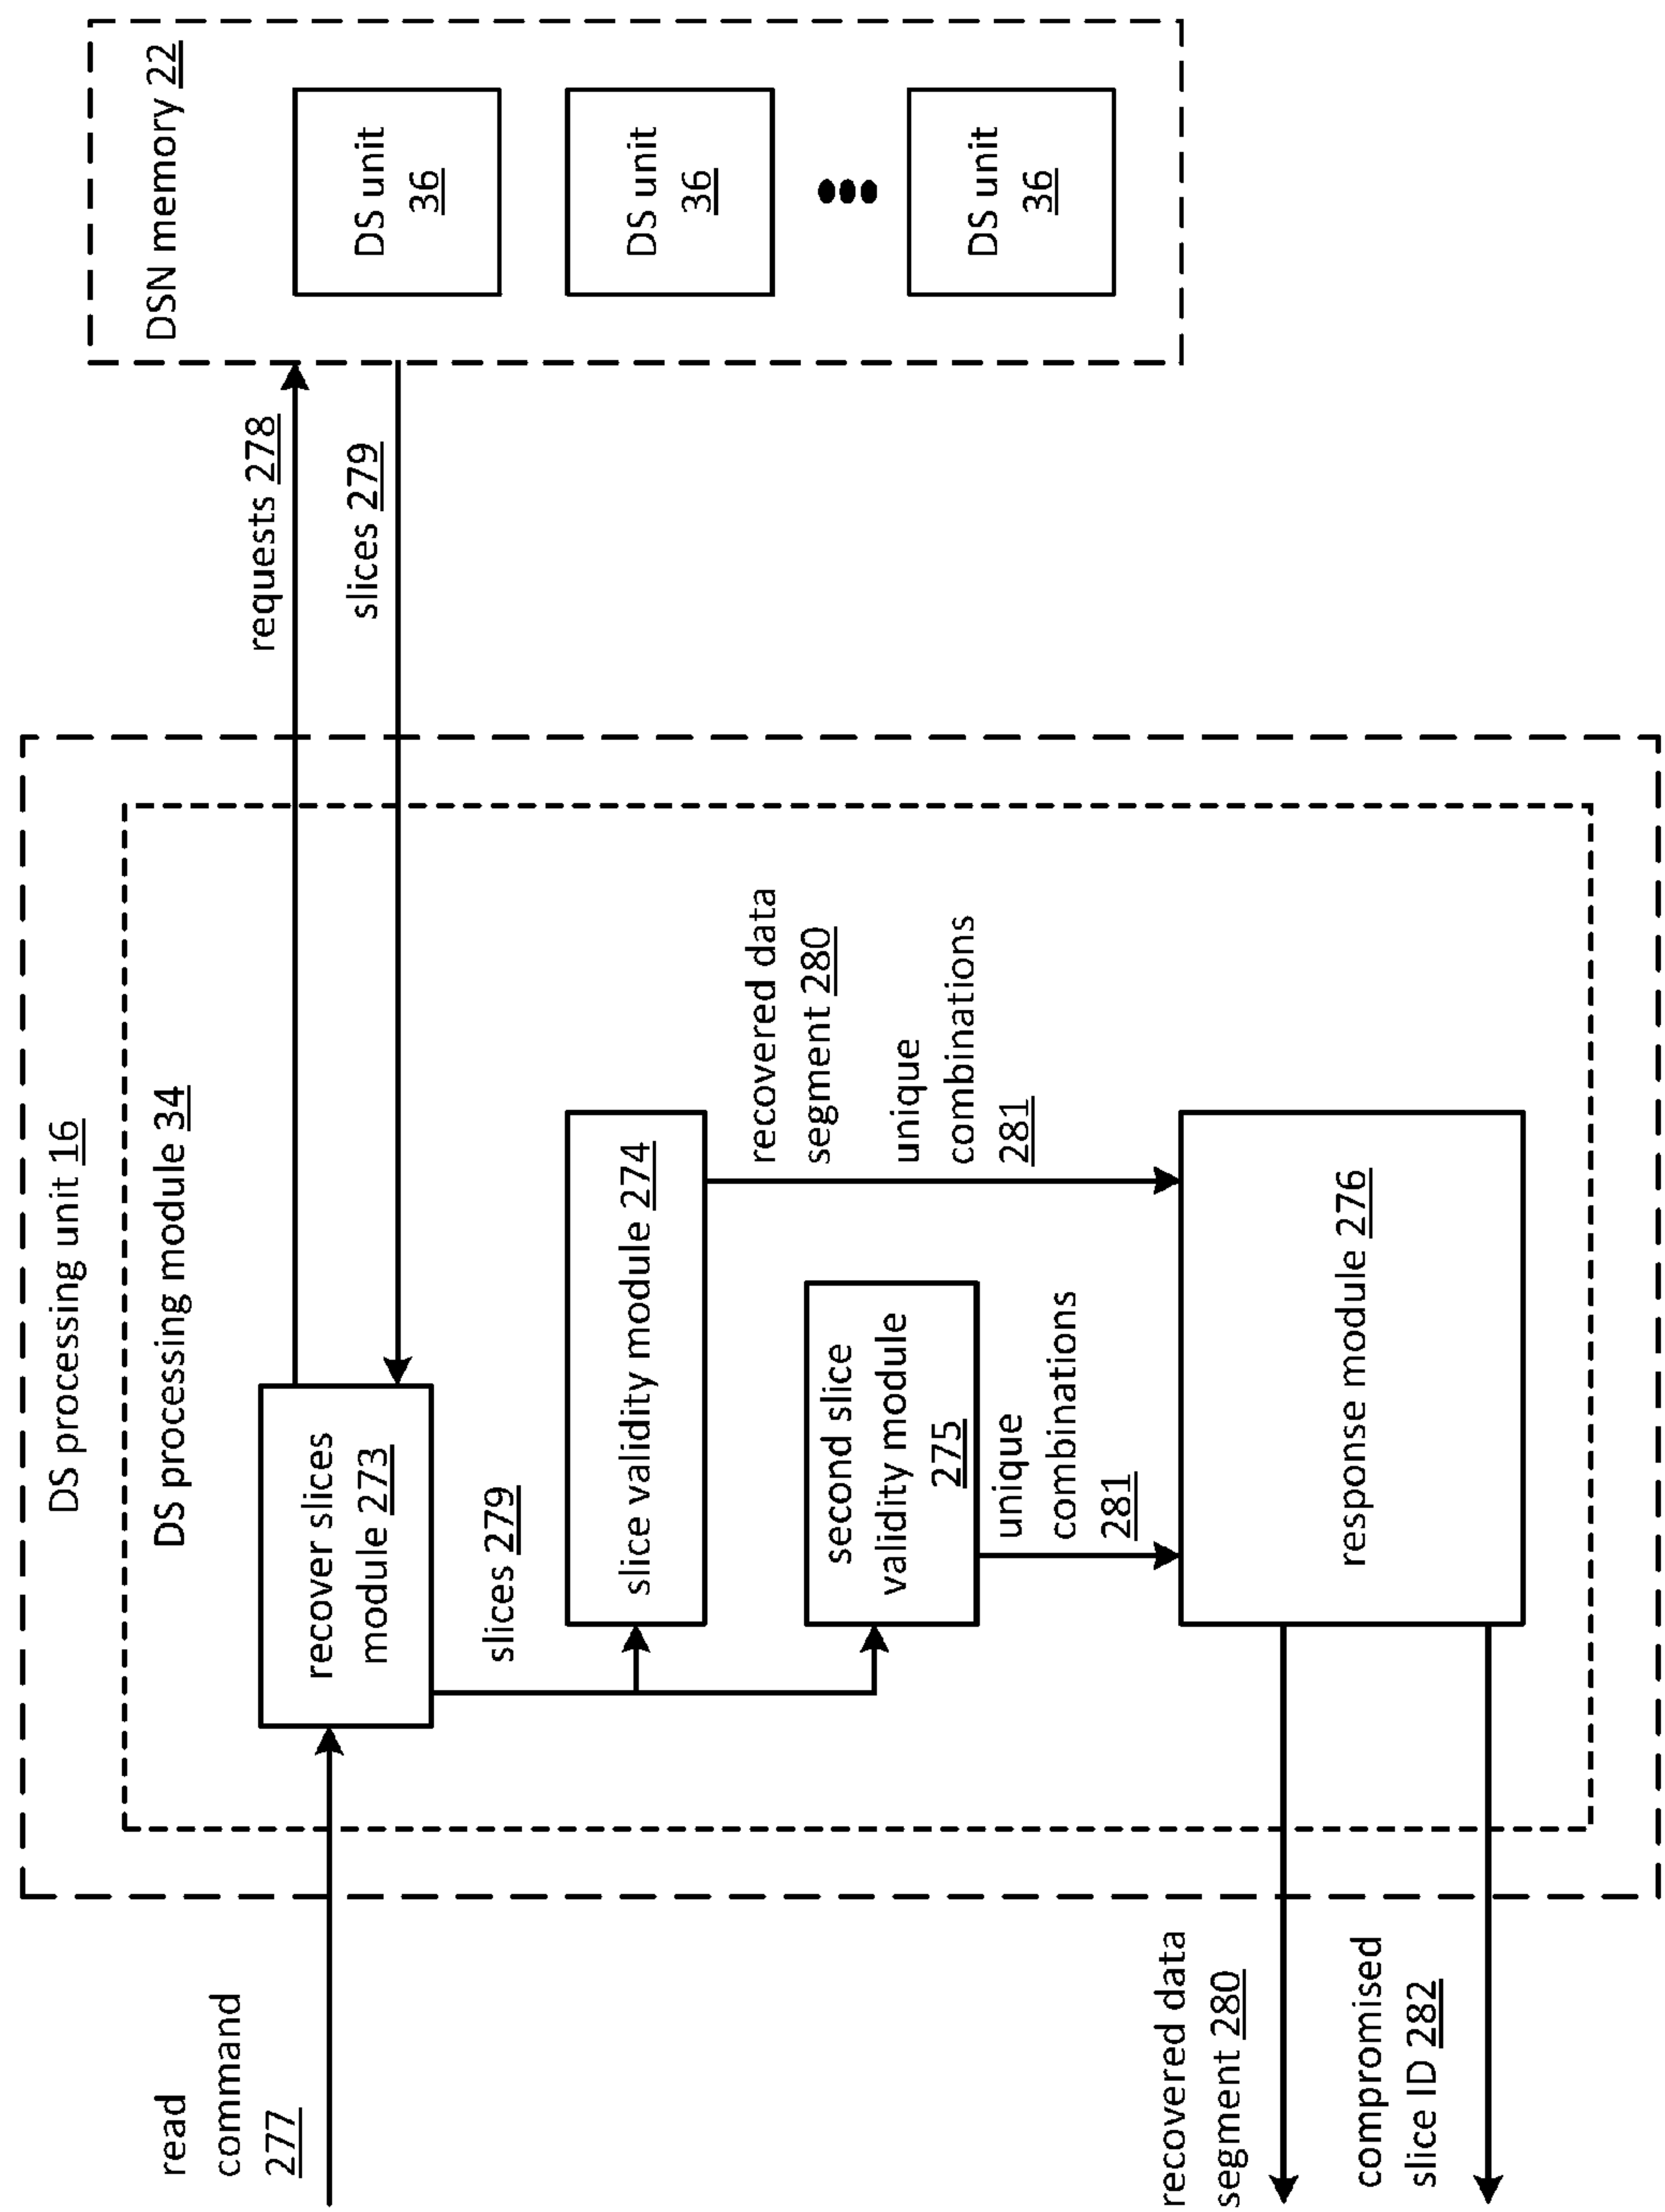 DS processing unit 16
DS processing module 34
DSN memory 22
read
command
277
recover slices
module 273
requests 278
slices 279
DS unit
36
DS unit
36
DS unit
36
slices 279
slice validity module 274
second slice
validity module
275
recovered data
segment 280
unique
combinations
281
unique
combinations
281
response module 276
recovered data
segment 280
compromised
slice ID 282